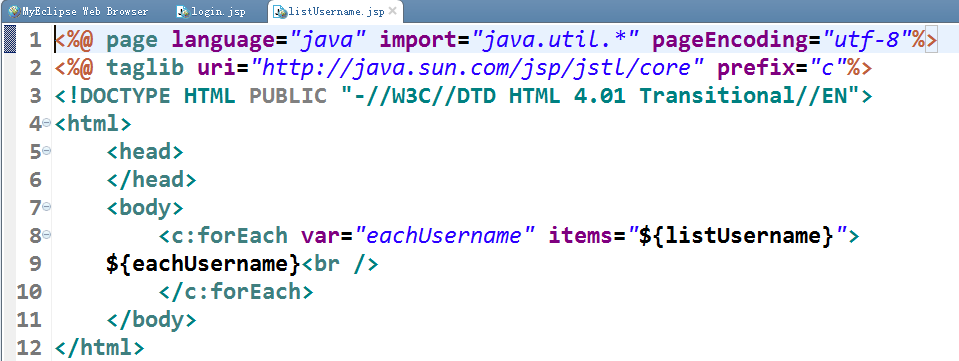 MyEclipse Web Browser login.jsp listUsername.jsp
1 <%@ page language="java" import="java.util.*" pageEncoding="utf-8"%>
2 <%@ taglib uri="http://java.sun.com/jsp/jstl/core" prefix="c"%>
3 <!DOCTYPE HTML PUBLIC "-//W3C//DTD HTML 4.01 Transitional//EN">
4 <html>
5     <head>
6     </head>
7     <body>
8         <c:forEach var="eachUsername" items="${listUsername}">
9     ${eachUsername}<br />
10         </c:forEach>
11     </body>
12 </html>